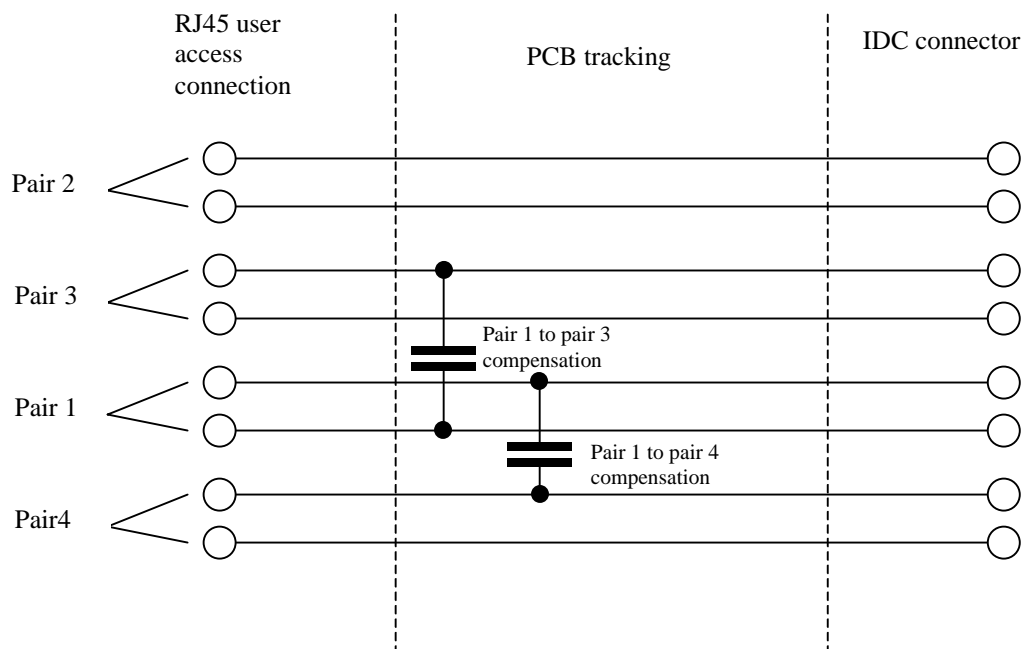 RJ45 user
access
connection
PCB tracking
IDC connector
Pair 2
Pair 3
Pair 1 to pair 3
compensation
Pair 1
Pair 1 to pair 4
compensation
Pair4